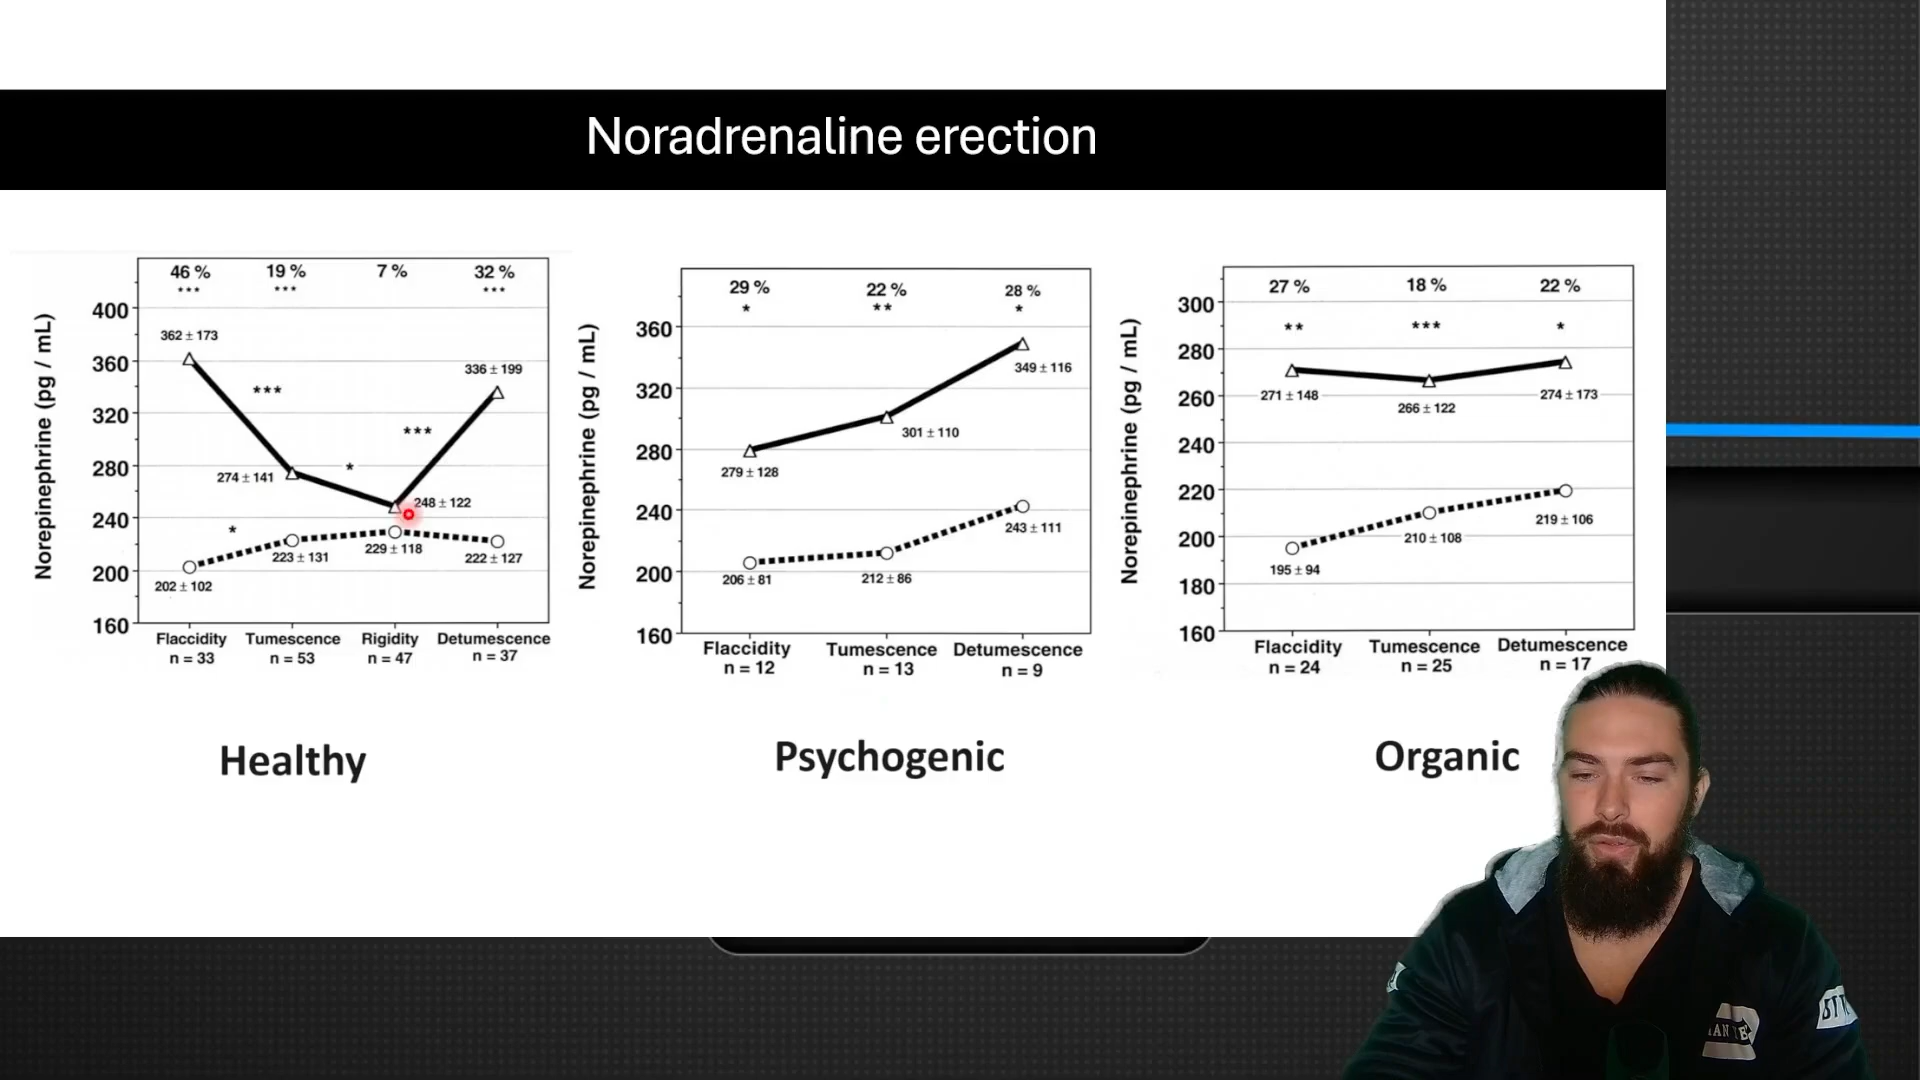 Noradrenaline erection
Norepinephrine (pg / mL)
46 % 19 % 7 % 32 %
*** *** ***
400
360
320
280
240
200
160
362 ± 173
***
274 ± 141
*
248 ± 122
***
336 ± 199
*
202 ± 102
223 ± 131
229 ± 118
222 ± 127
Flaccidity Tumescence Rigidity Detumescence
n = 33 n = 53 n = 47 n = 37
Healthy
Norepinephrine (pg / mL)
29 % 22 % 28 %
* ** *
360
320
280
240
200
160
279 ± 128
301 ± 110
349 ± 116
206 ± 81
212 ± 86
243 ± 111
Flaccidity Tumescence Detumescence
n = 12 n = 13 n = 9
Psychogenic
Norepinephrine (pg / mL)
27 % 18 % 22 %
** *** *
300
280
260
240
220
200
180
160
271 ± 148
266 ± 122
274 ± 173
195 ± 94
210 ± 108
219 ± 106
Flaccidity Tumescence Detumescence
n = 24 n = 25 n = 17
Organic